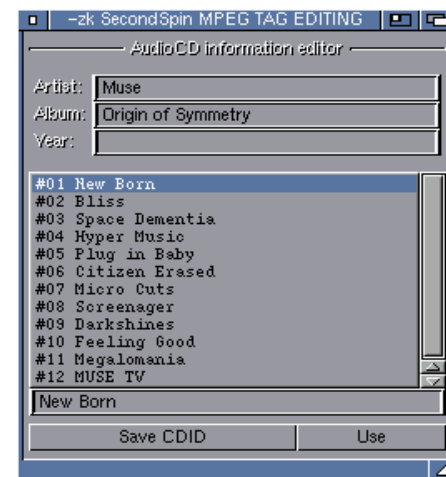 -zk SecondSpin MPEG TAG EDITING
AudioCD information editor
Artist: Muse
Album: Origin of Symmetry
Year:
#01 New Born
#02 Bliss
#03 Space Dementia
#04 Hyper Music
#05 Plug in Baby
#06 Citizen Erased
#07 Micro Cuts
#08 Screenager
#09 Darkshines
#10 Feeling Good
#11 Megalomania
#12 MUSE TV
New Born
Save CDID Use